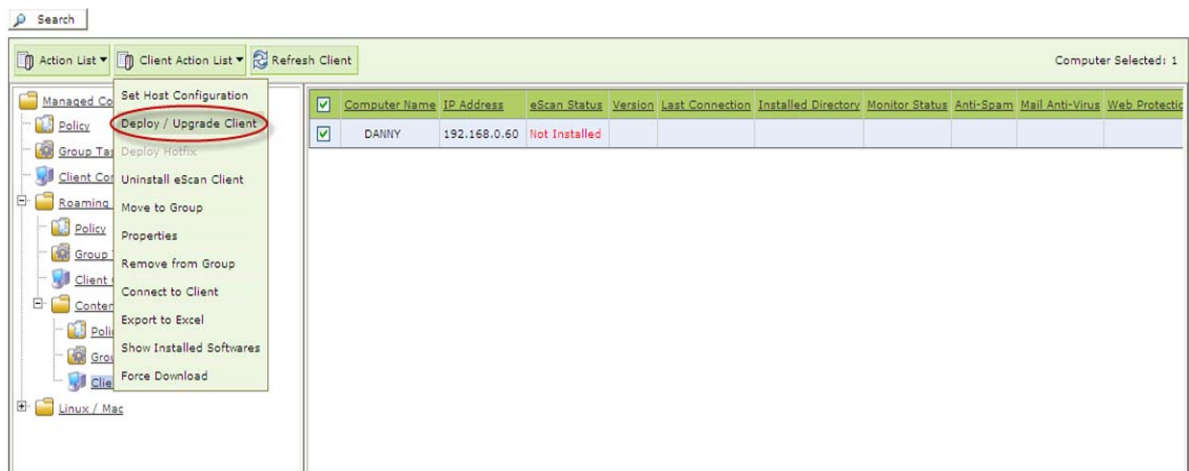 Search
Action List Client Action List Refresh Client Computer Selected: 1
Managed Co
Policy
Group Ta
Client Co
Roaming
Policy
Group
Client
Conte
Poli
Gro
Clie
Linux / Mac
Set Host Configuration
Deploy / Upgrade Client
Deploy Hotfix
Uninstall eScan Client
Move to Group
Properties
Remove from Group
Connect to Client
Export to Excel
Show Installed Softwares
Force Download
Computer Name IP Address eScan Status Version Last Connection Installed Directory Monitor Status Anti-Spam Mail Anti-Virus Web Protectio
DANNY 192.168.0.60 Not Installed